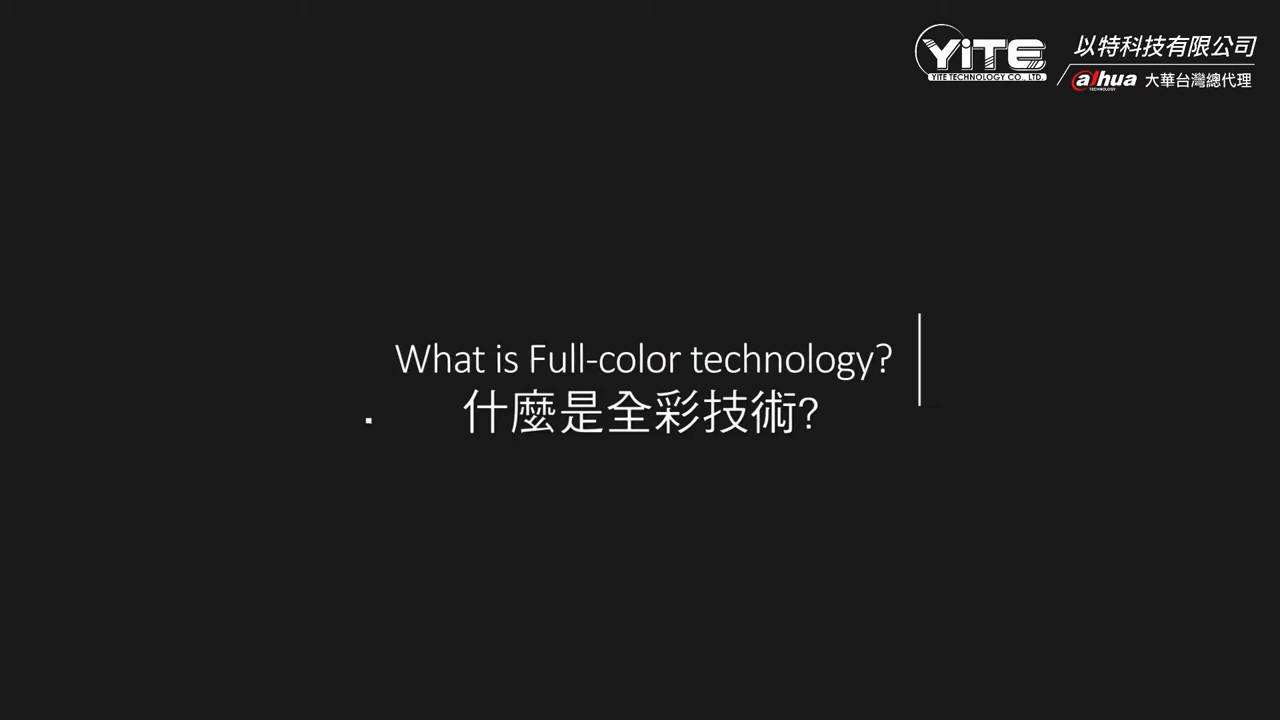 YiTE
YITE TECHNOLOGY CO., LTD.
以特科技有限公司
alhua
TECHNOLOGY
大華台灣總代理
What is Full-color technology?
什麼是全彩技術?